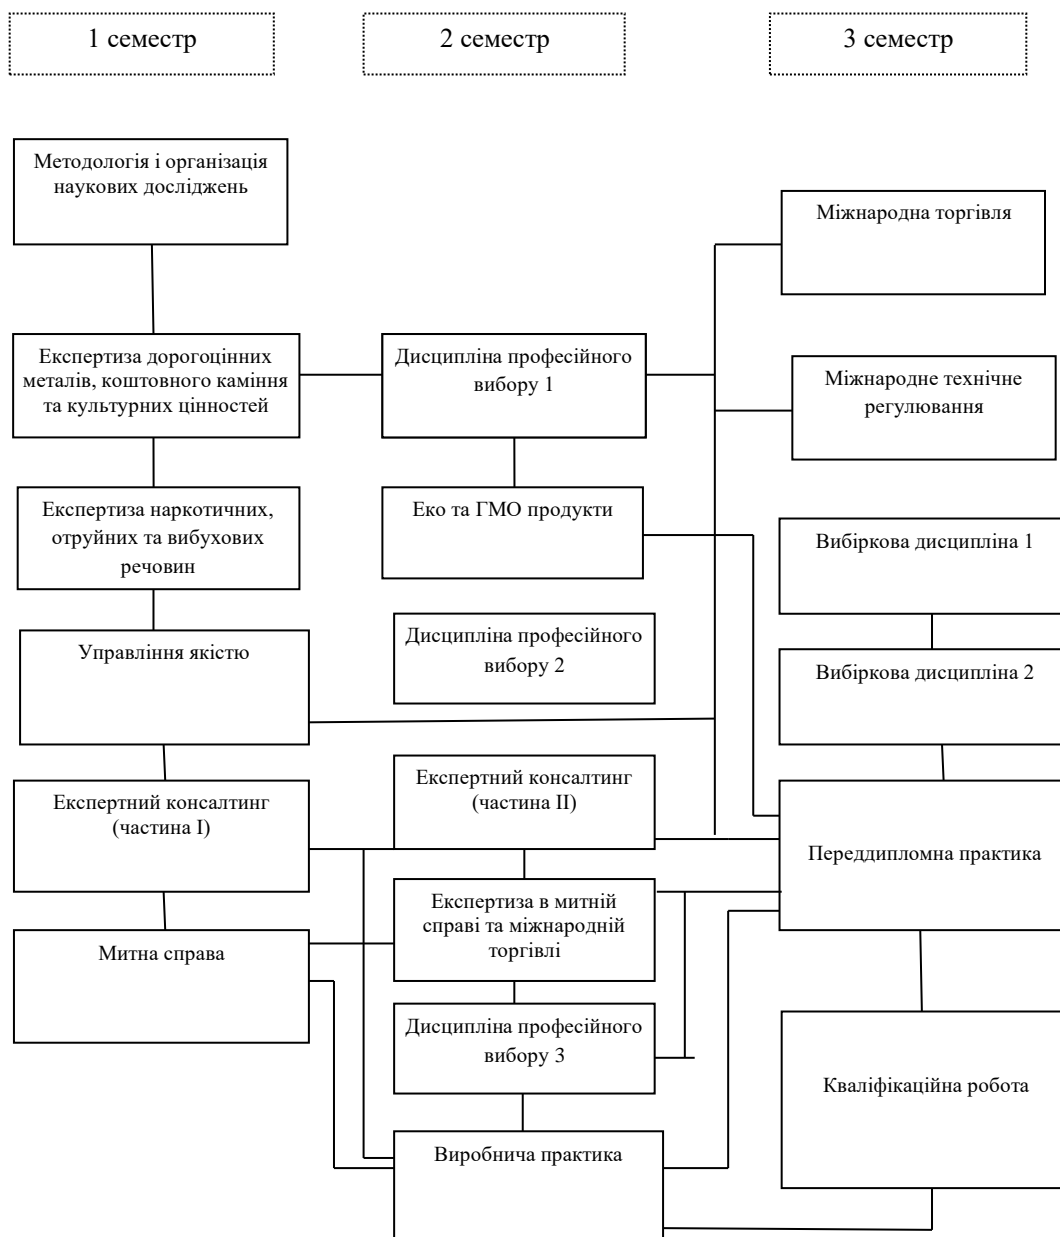 1 семестр
2 семестр
3 семестр
Методологія і організація
наукових досліджень
Експертиза дорогоцінних
металів, коштовного каміння
та культурних цінностей
Експертиза наркотичних,
отруйних та вибухових
речовин
Управління якістю
Експертний консалтинг
(частина І)
Митна справа
Дисципліна професійного
вибору 1
Еко та ГМО продукти
Дисципліна професійного
вибору 2
Експертний консалтинг
(частина ІІ)
Експертиза в митній
справі та міжнародній
торгівлі
Дисципліна професійного
вибору 3
Виробнича практика
Міжнародна торгівля
Міжнародне технічне
регулювання
Вибіркова дисципліна 1
Вибіркова дисципліна 2
Переддипломна практика
Кваліфікаційна робота